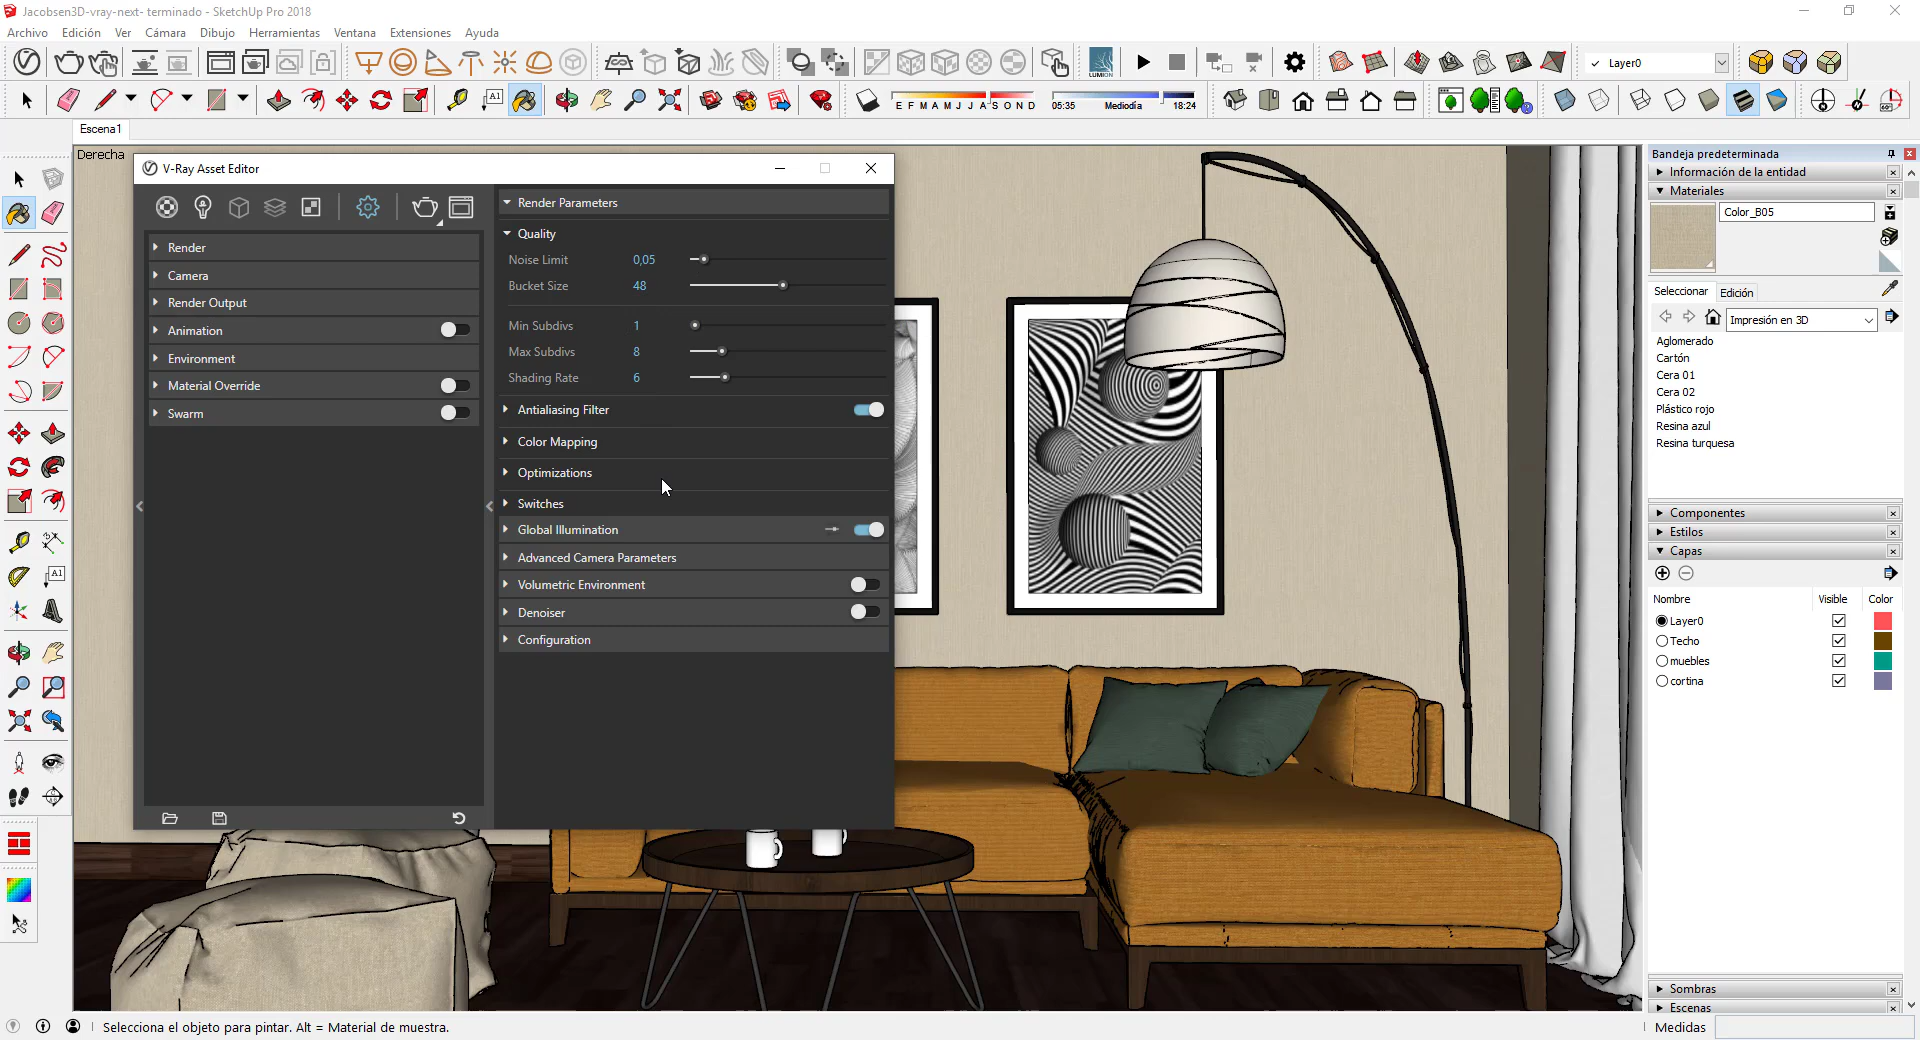 Jacobsen3D-vray-next- terminado - SketchUp Pro 2018
Archivo Edición Ver Cámara Dibujo Herramientas Ventana Extensiones Ayuda
LUMION
Layer0
A1
E F M A M J J A S O N D
05:35 Mediodía 18:24
60°
Escena1
Derecha
V-Ray Asset Editor
Render
Camera
Render Output
Animation
Environment
Material Override
Swarm
Render Parameters
Quality
Noise Limit 0,05
Bucket Size 48
Min Subdivs 1
Max Subdivs 8
Shading Rate 6
Antialiasing Filter
Color Mapping
Optimizations
Switches
Global Illumination
Advanced Camera Parameters
Volumetric Environment
Denoiser
Configuration
A1
Bandeja predeterminada
Información de la entidad
Materiales
Color_B05
Seleccionar Edición
Impresión en 3D
Aglomerado
Cartón
Cera 01
Cera 02
Plástico rojo
Resina azul
Resina turquesa
Componentes
Estilos
Capas
Nombre Visible Color
Layer0
Techo
muebles
cortina
Sombras
Escenas
Selecciona el objeto para pintar. Alt = Material de muestra.
Medidas